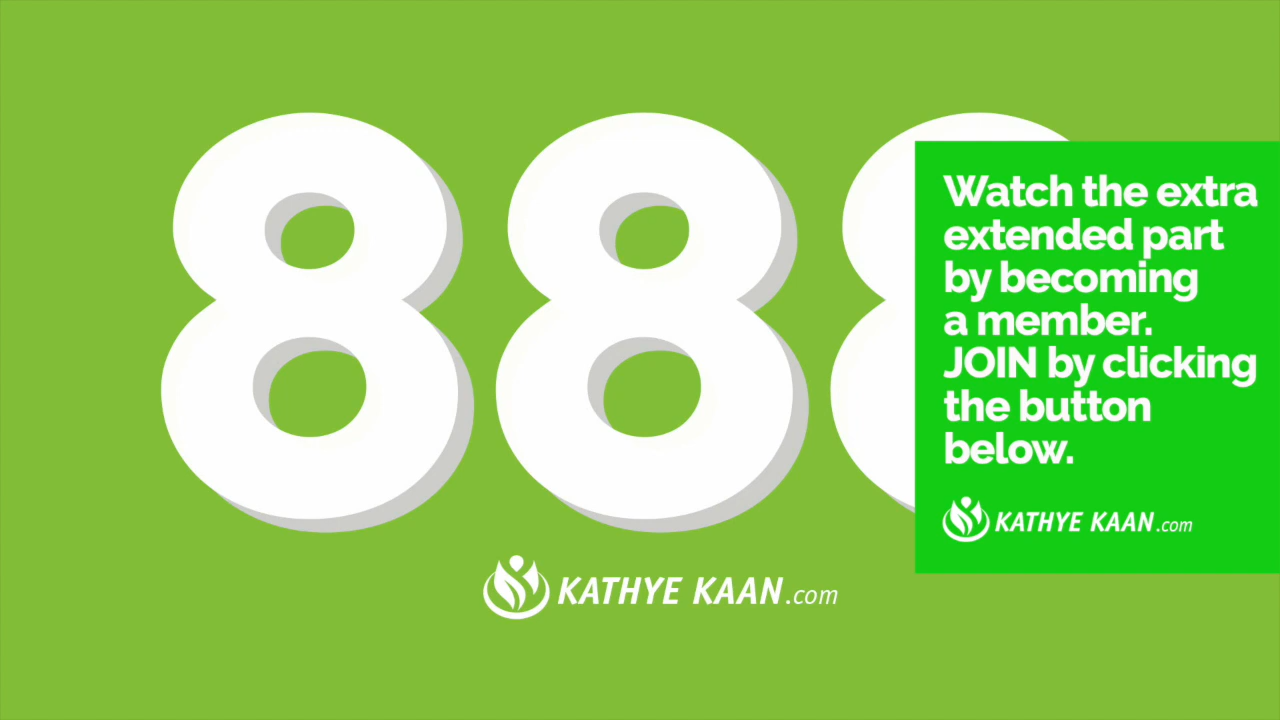 888
Watch the extra
extended part
by becoming
a member.
JOIN by clicking
the button
below.
KATHYE KAAN.com
KATHYE KAAN.com